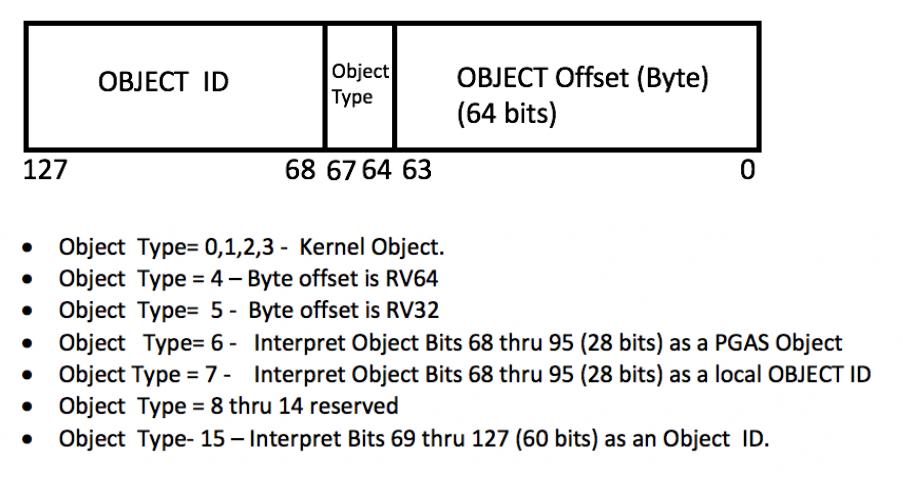 OBJECT ID
Object
Type
OBJECT Offset (Byte)
(64 bits)
127 68 67 64 63 0
• Object Type= 0,1,2,3 - Kernel Object.
• Object Type = 4 – Byte offset is RV64
• Object Type= 5 - Byte offset is RV32
• Object Type= 6 - Interpret Object Bits 68 thru 95 (28 bits) as a PGAS Object
• Object Type = 7 - Interpret Object Bits 68 thru 95 (28 bits) as a local OBJECT ID
• Object Type = 8 thru 14 reserved
• Object Type- 15 – Interpret Bits 69 thru 127 (60 bits) as an Object ID.